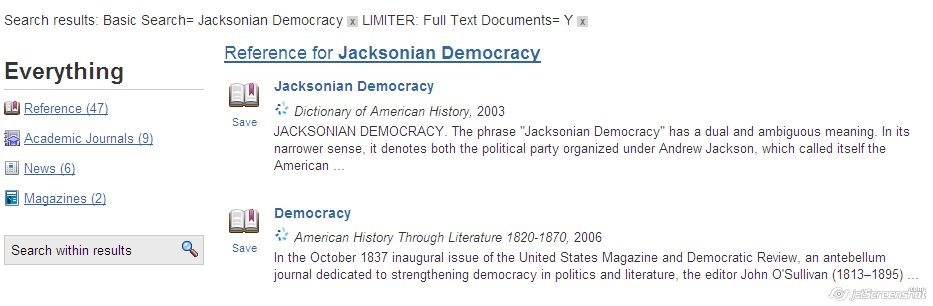 Search results: Basic Search= Jacksonian Democracy x LIMITER: Full Text Documents= Y x
Everything
Reference (47)
Academic Journals (9)
News (6)
Magazines (2)
Search within results
Reference for Jacksonian Democracy
Jacksonian Democracy
Dictionary of American History, 2003
Save
JACKSONIAN DEMOCRACY. The phrase "Jacksonian Democracy" has a dual and ambiguous meaning. In its
narrower sense, it denotes both the political party organized under Andrew Jackson, which called itself the
American ...
Democracy
American History Through Literature 1820-1870, 2006
Save
In the October 1837 inaugural issue of the United States Magazine and Democratic Review, an antebellum
journal dedicated to strengthening democracy in politics and literature, the editor John O'Sullivan (1813–1895) ...
jetScreenshot